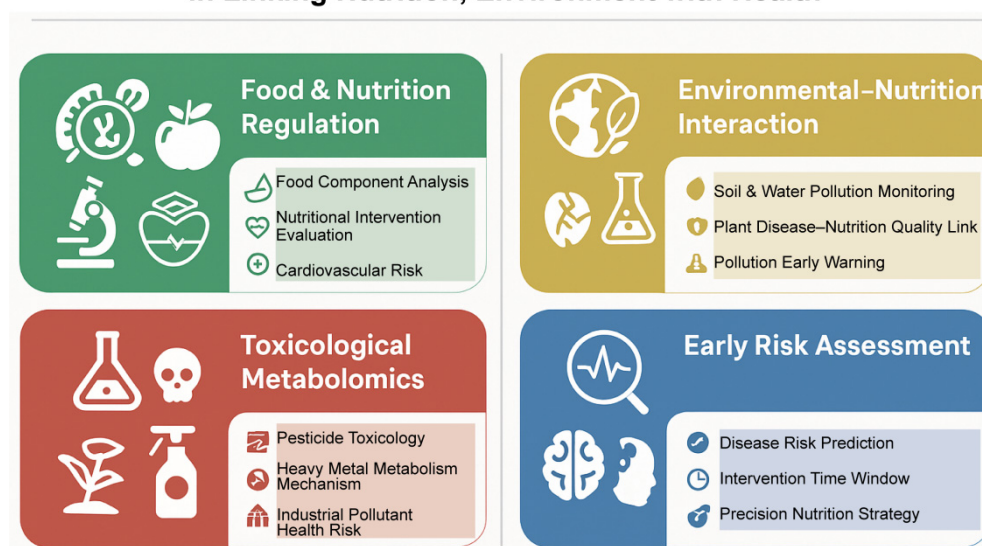 Food & Nutrition
Regulation
Food Component Analysis
Nutritional Intervention
Evaluation
Cardiovascular Risk
Environmental–Nutrition
Interaction
Soil & Water Pollution Monitoring
Plant Disease–Nutrition Quality Link
Pollution Early Warning
Toxicological
Metabolomics
Pesticide Toxicology
Heavy Metal Metabolism
Mechanism
Industrial Pollutant
Health Risk
Early Risk Assessment
Disease Risk Prediction
Intervention Time Window
Precision Nutrition Strategy